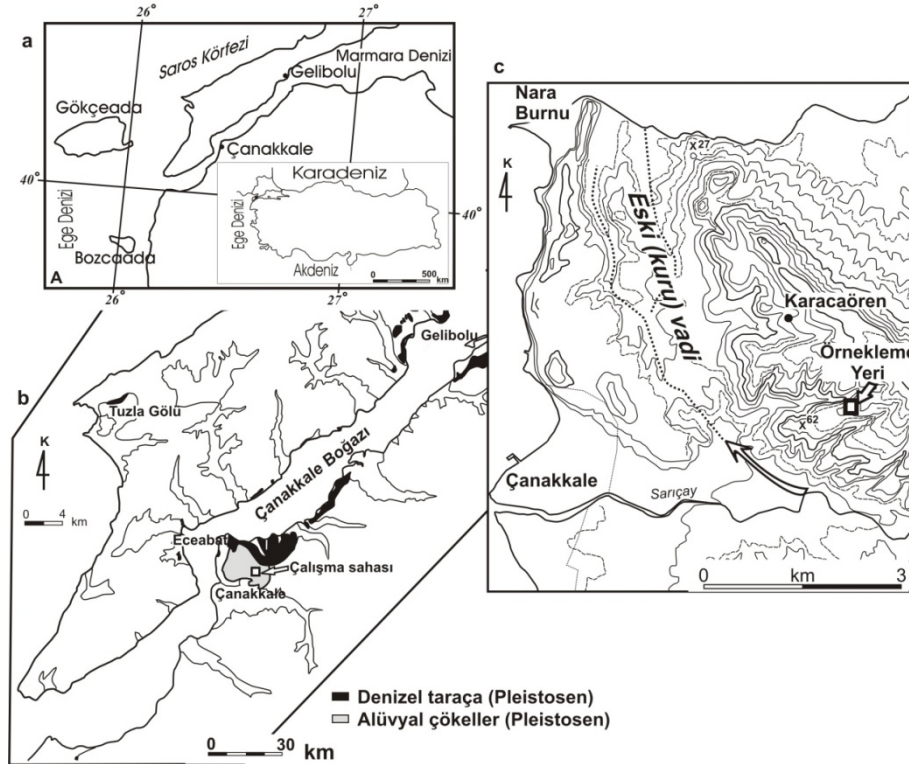 a
26°
27°
Saros Körfezi
Marmara Denizi
Gelibolu
Gökçeada
Çanakkale
40°
Karadeniz
Ege Denizi
40°
Ege Denizi
Bozcaada
Akdeniz
0 500
km
A
26°
27°
b
Gelibolu
Tuzla Gölü
K
0 4
km
Çanakkale Boğazı
Eceabat
Çalışma sahası
Çanakkale
0 30
km
Denizel taraça (Pleistosen)
Alüvyal çökeller (Pleistosen)
c
Nara
Burnu
K
x27
Eski (kuru) vadi
Karacaören
Örnekleme
Yeri
x62
Çanakkale
Sarıçay
0 km 3